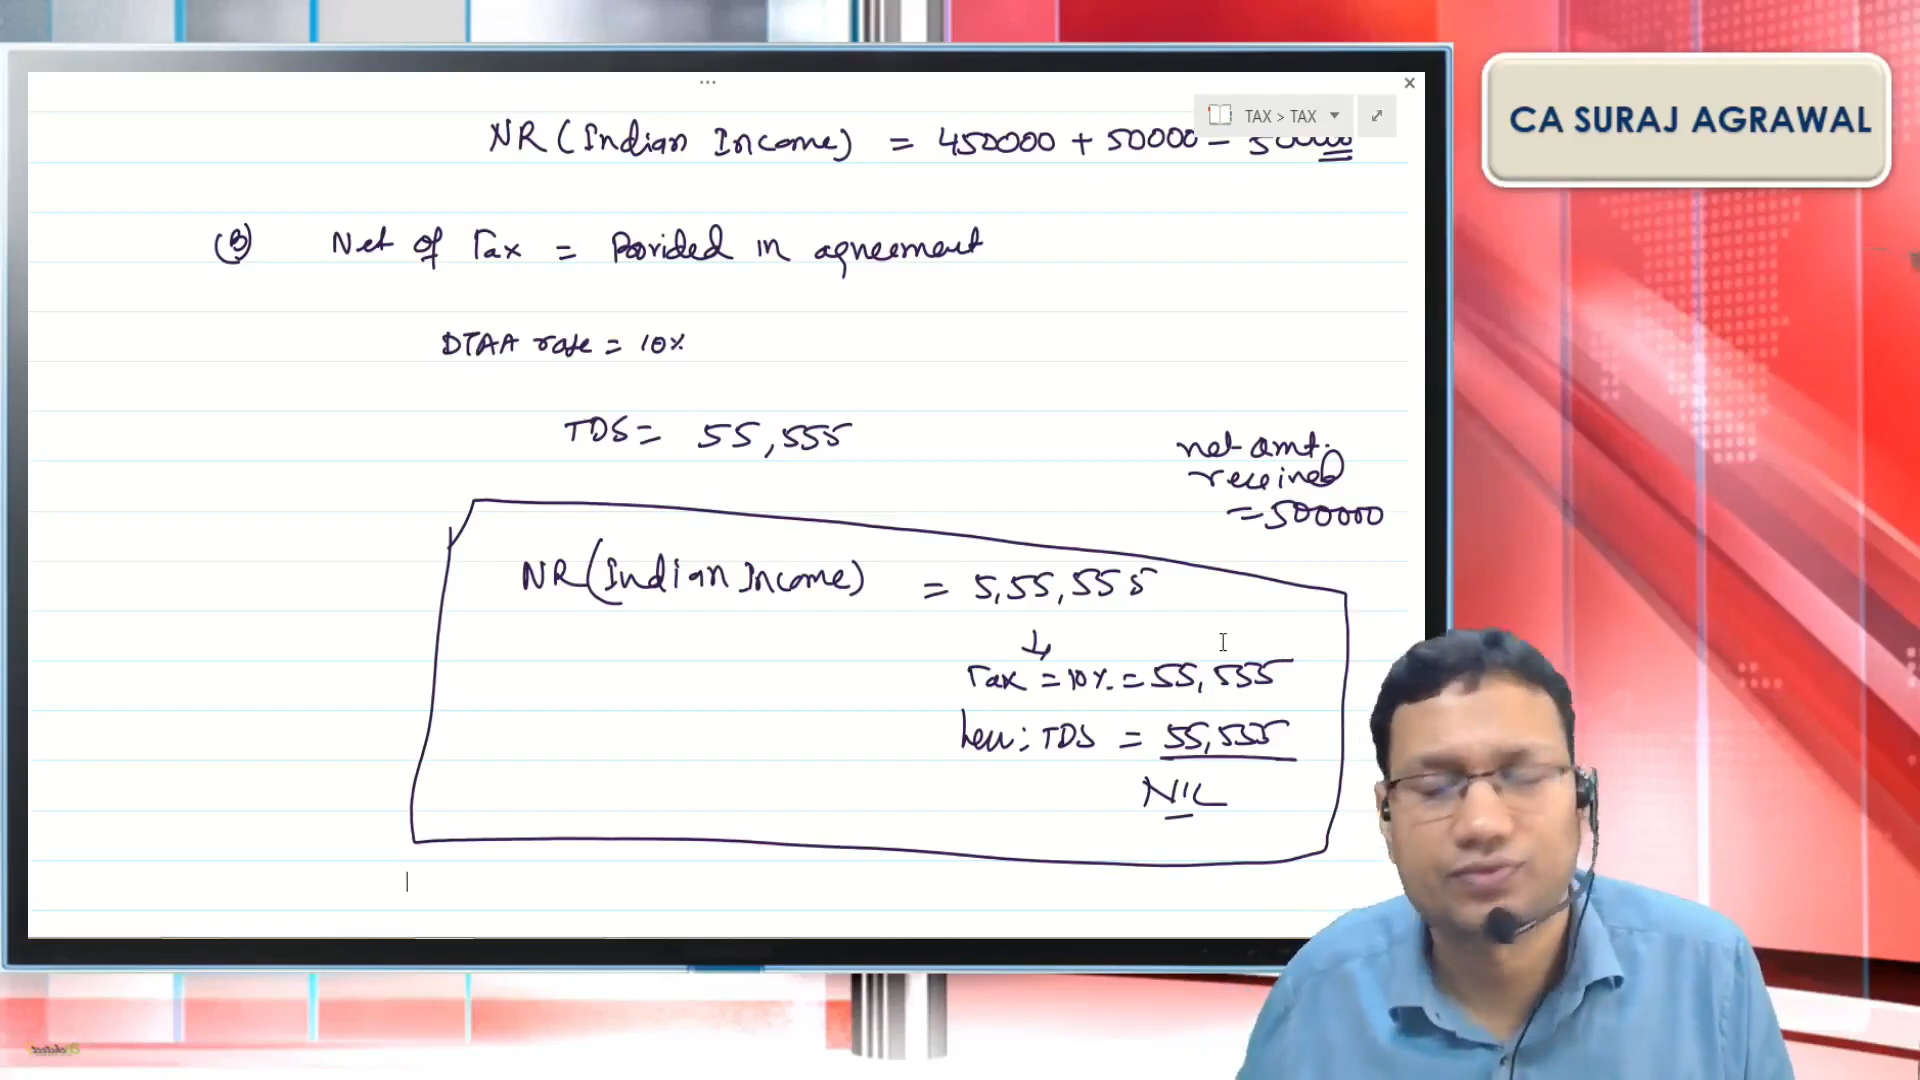 TAX > TAX
CA SURAJ AGRAWAL
NR (Indian Income) = 450000 + 50000 = 500000
(B) Net of Tax = Provided in agreement
DTAA rate = 10%
TDS = 55,555
net amt.
received
= 500000
NR (Indian Income) = 5,55,555
↓
Tax = 10% = 55,555
Less: TDS = 55,555
NIL